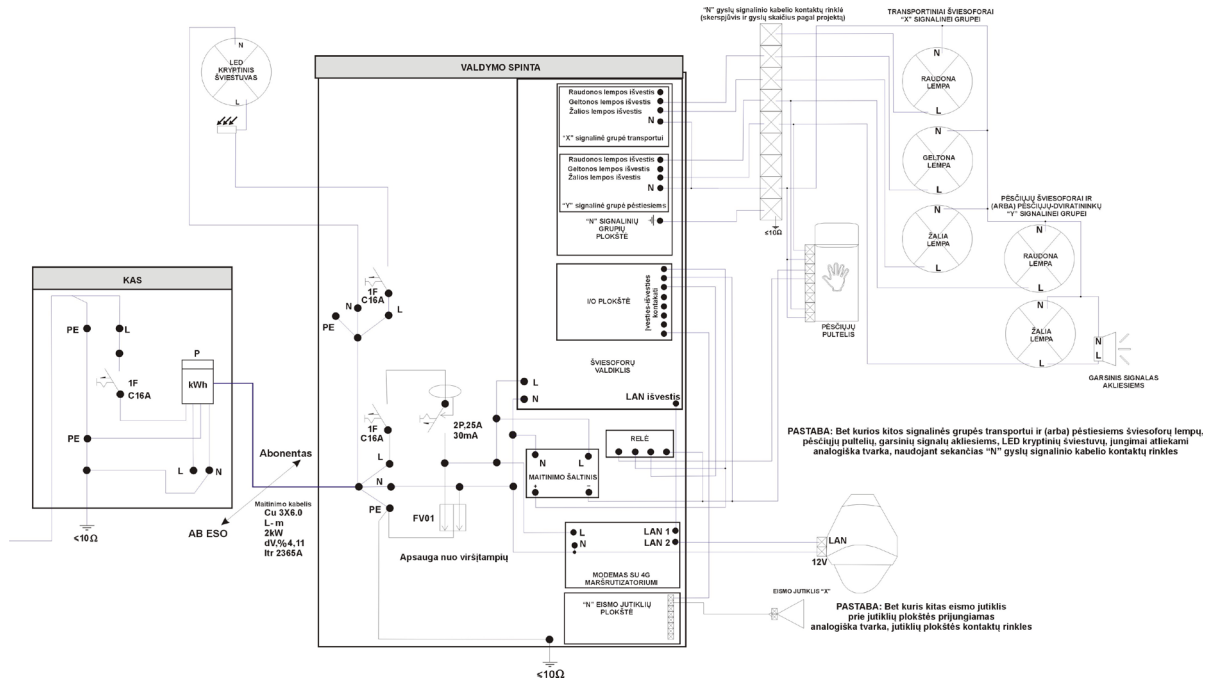 "N" gyslų signalinio kabelio kontaktų rinklė
(skerspjūvis ir gyslų skaičius pagal projektą)
TRANSPORTINIAI ŠVIESOFORAI
"X" SIGNALINEI GRUPEI
N
LED
KRYPTINIS
ŠVIESTUVAS
L
VALDYMO SPINTA
Raudonos lempos išvestis
Geltonos lempos išvestis
Žalios lempos išvestis
N
"X" signalinė grupė transportui
Raudonos lempos išvestis
Geltonos lempos išvestis
Žalios lempos išvestis
N
"Y" signalinė grupė pėstiesiems
"N" SIGNALINIŲ
GRUPIŲ
PLOKŠTĖ
I/O PLOKŠTĖ
Įvesties-išvesties
kontaktai
ŠVIESOFORŲ
VALDIKLIS
L
N
LAN išvestis
≤10Ω
N
RAUDONA
LEMPA
L
N
GELTONA
LEMPA
L
N
ŽALIA
LEMPA
L
PĖSČIŲJŲ ŠVIESOFORAI IR
(ARBA) PĖSČIŲJŲ-DVIRATININKŲ
"Y" SIGNALINEI GRUPEI
N
RAUDONA
LEMPA
L
N
ŽALIA
LEMPA
L
N
L
GARSINIS SIGNALAS
AKLIESIEMS
PĖSČIŲJŲ
PULTELIS
KAS
PE
L
P
kWh
1F
C16A
PE
L
N
≤10Ω
Abonentas
AB ESO
Maitinimo kabelis
Cu 3X6.0
L- m
2kW
dV,%4,11
Itr 2365A
1F
C16A
N
L
PE
1F
C16A
L
N
PE
2P,25A
30mA
FV01
Apsauga nuo viršįtampių
N
L
MAITINIMO ŠALTINIS
+
–
RELĖ
L
N
LAN 1
LAN 2
MODEMAS SU 4G
MARŠRUTIZATORIUMI
"N" EISMO JUTIKLIŲ
PLOKŠTĖ
≤10Ω
PASTABA: Bet kurios kitos signalinės grupės transportui ir (arba) pėstiesiems šviesoforų lempų,
pėsčiųjų pultelių, garsinių signalų akliesiems, LED kryptinių šviestuvų, jungimai atliekami
analogiška tvarka, naudojant sekančias "N" gyslų signalinio kabelio kontaktų rinkles
LAN
12V
EISMO JUTIKLIS "X"
PASTABA: Bet kuris kitas eismo jutiklis
prie jutiklių plokštės prijungiamas
analogiška tvarka, jutiklių plokštės kontaktų rinkles